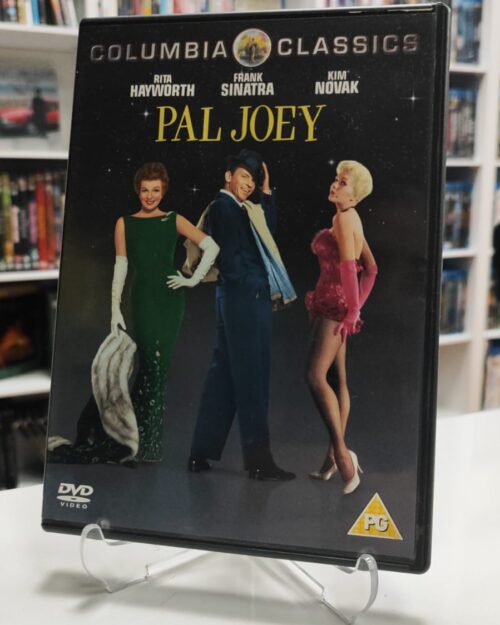 COLUMBIA CLASSICS
RITA HAYWORTH
FRANK SINATRA
KIM NOVAK
PAL JOEY
DVD
VIDEO
PG